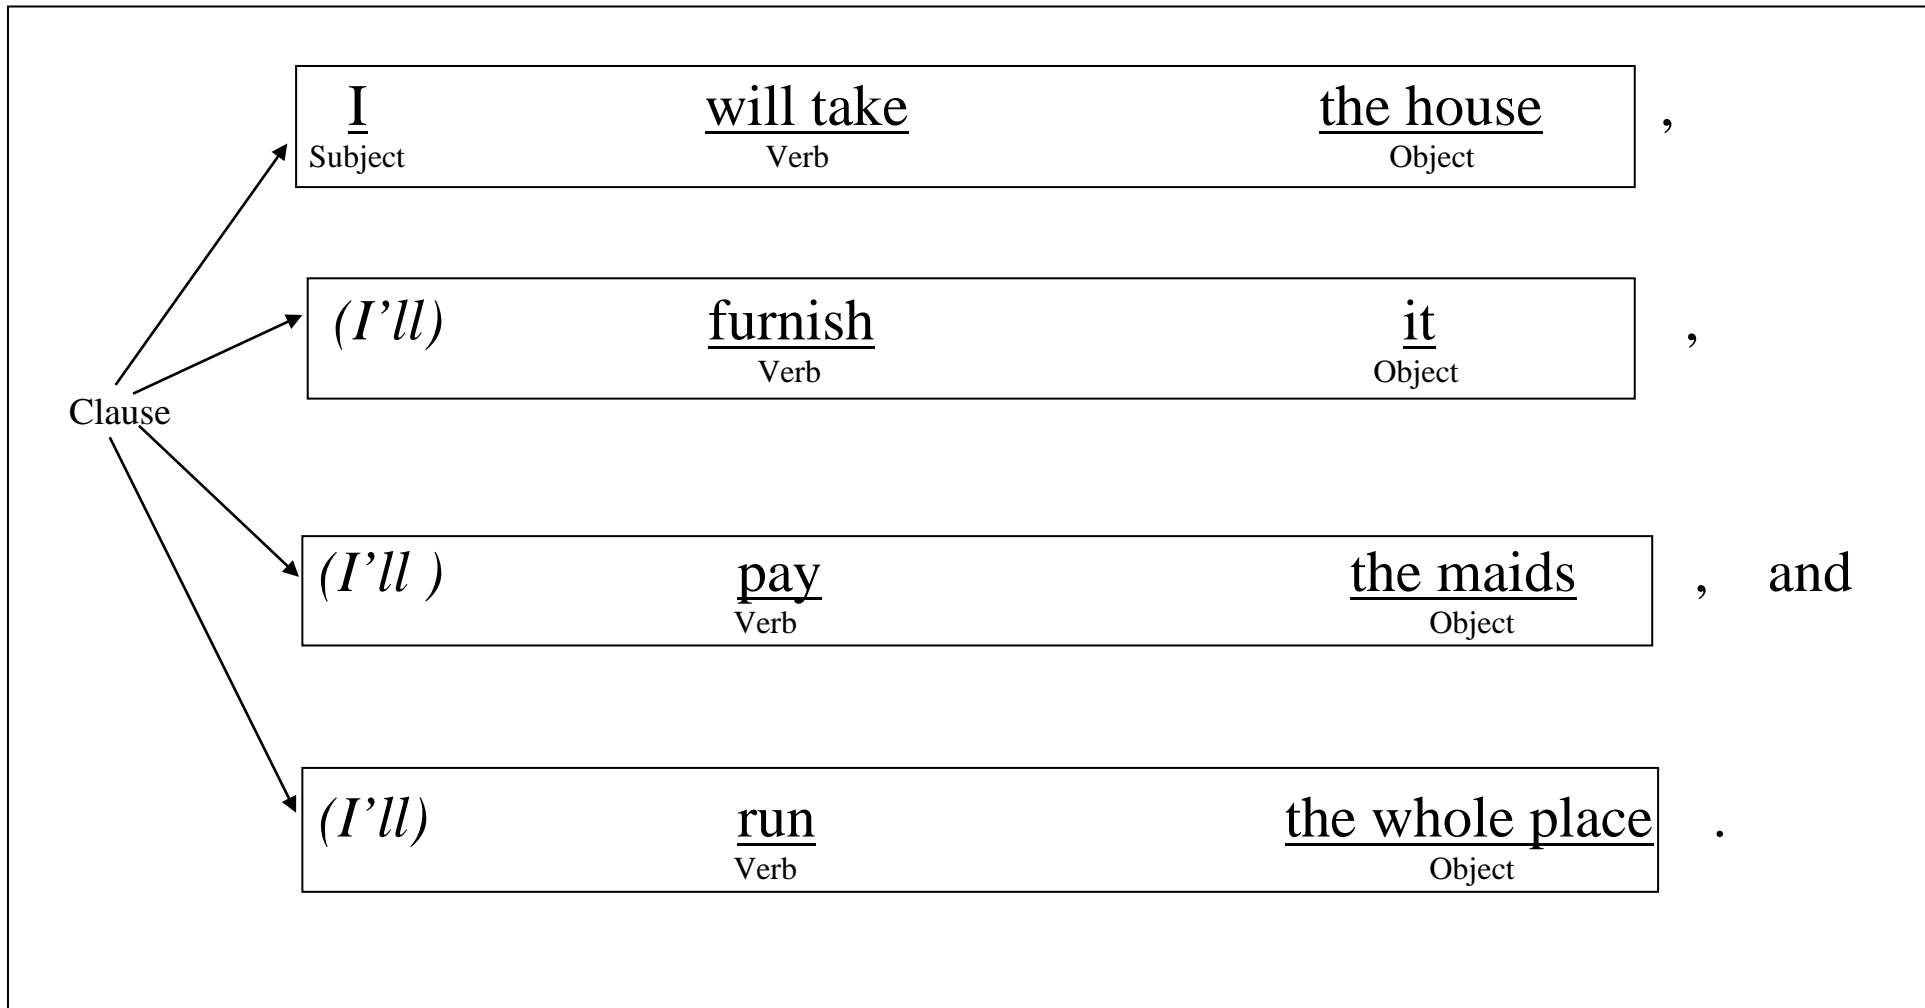 I will take the house ,
Subject Verb Object
(I’ll) furnish it ,
Verb Object
Clause
(I’ll ) pay the maids , and
Verb Object
(I’ll) run the whole place .
Verb Object